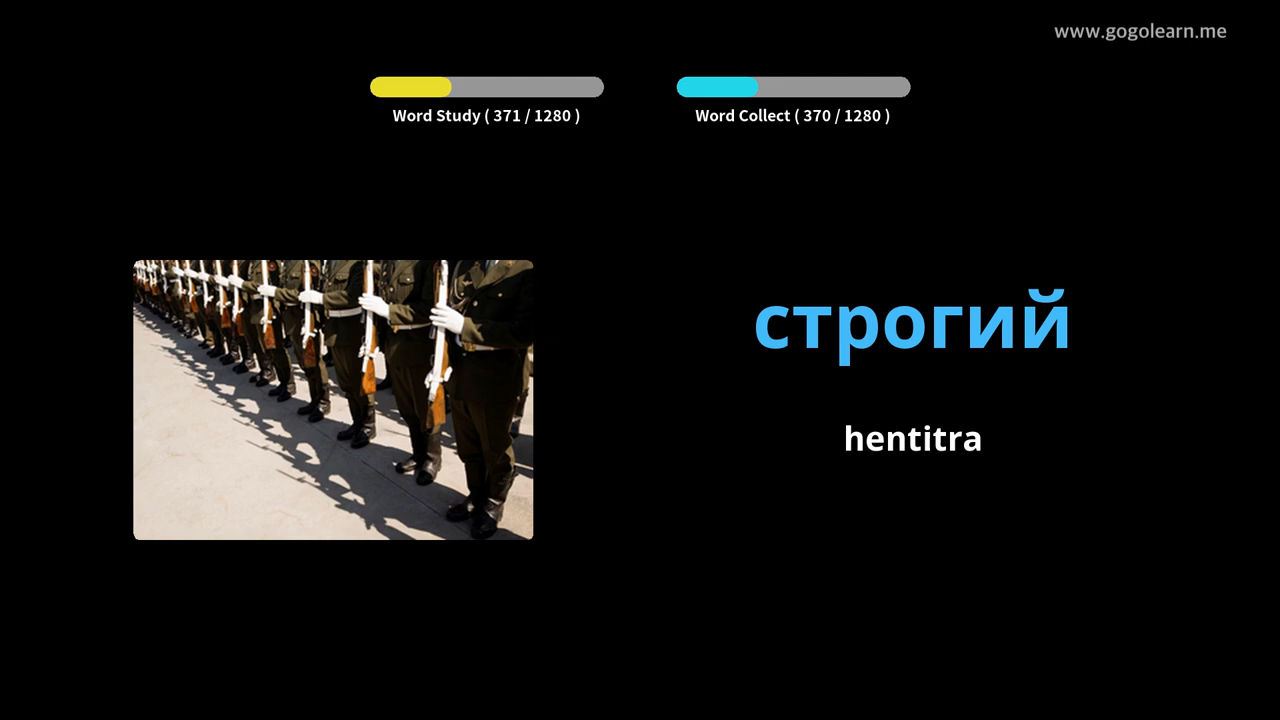 www.gogolearn.me
Word Study ( 371 / 1280 )
Word Collect ( 370 / 1280 )
строгий
hentitra